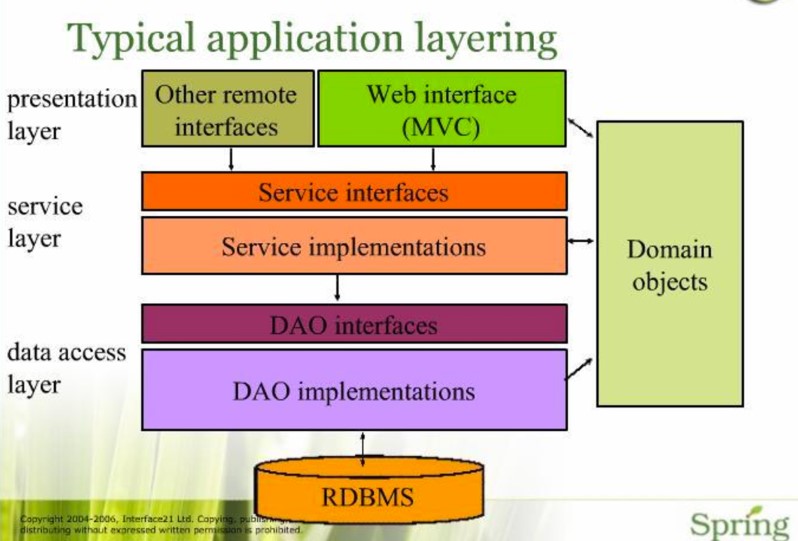 Typical application layering
presentation
layer
Other remote
interfaces
Web interface
(MVC)
service
layer
Service interfaces
Service implementations
Domain
objects
data access
layer
DAO interfaces
DAO implementations
RDBMS
Copyright 2004-2006, Interface21 Ltd. Copying,
distributing without expressed written permission is prohibited.
Spring